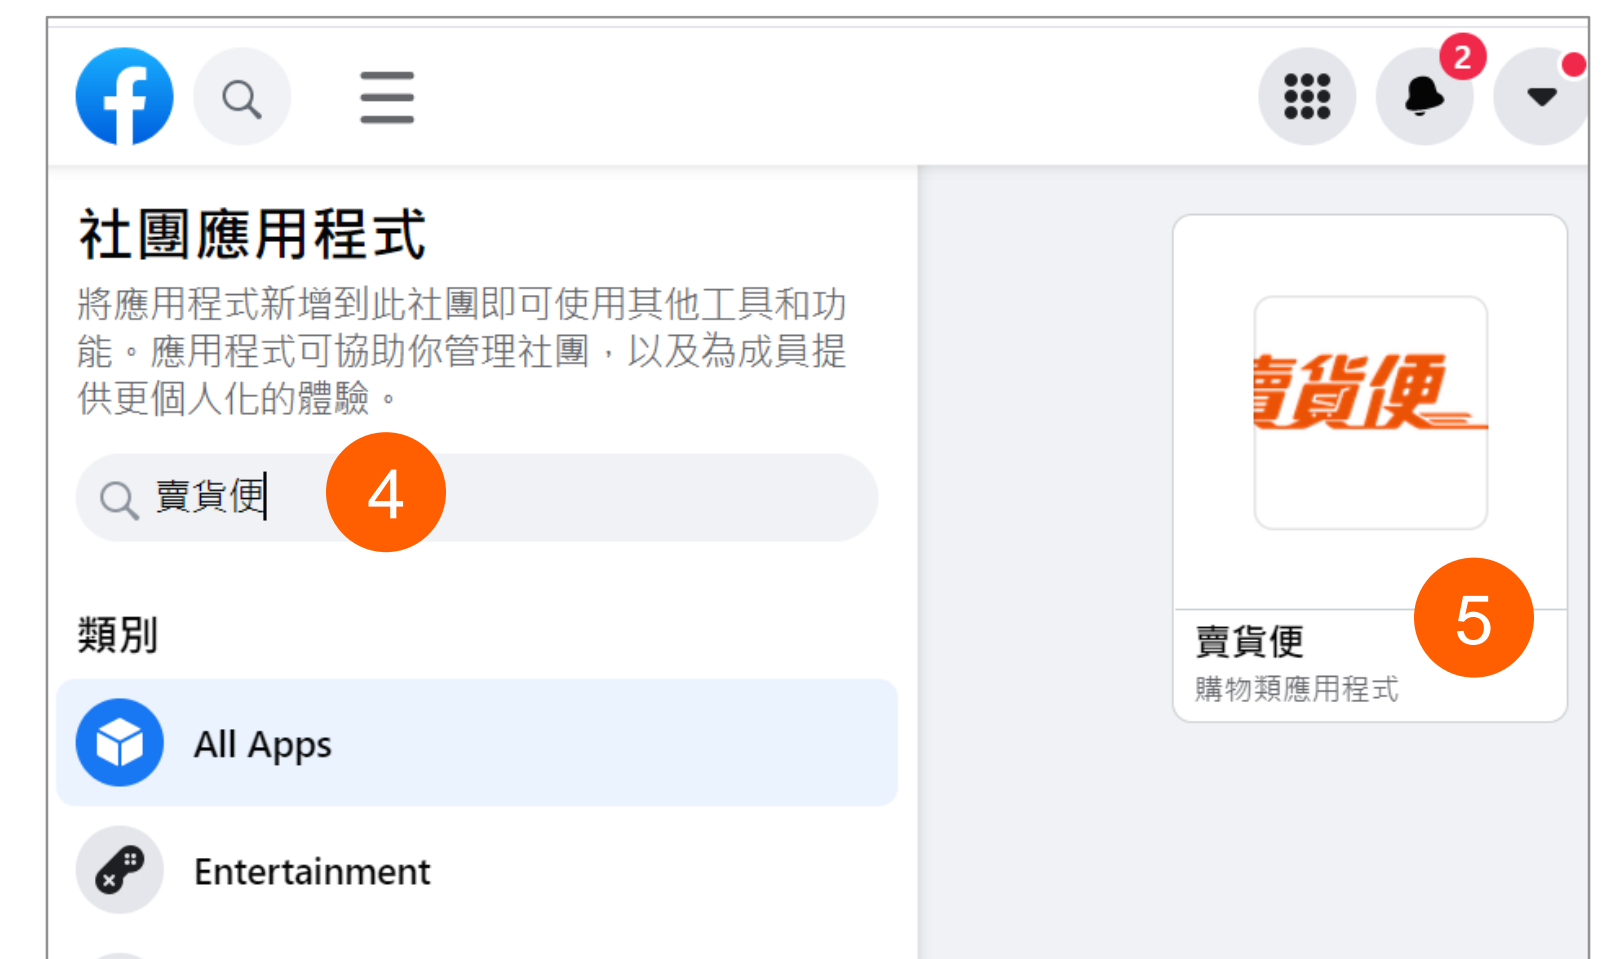 2
社團應用程式
將應用程式新增到此社團即可使用其他工具和功
能。應用程式可協助你管理社團，以及為成員提
供更個人化的體驗。
賣貨便
4
類別
All Apps
Entertainment
賣貨便
5
賣貨便
購物類應用程式